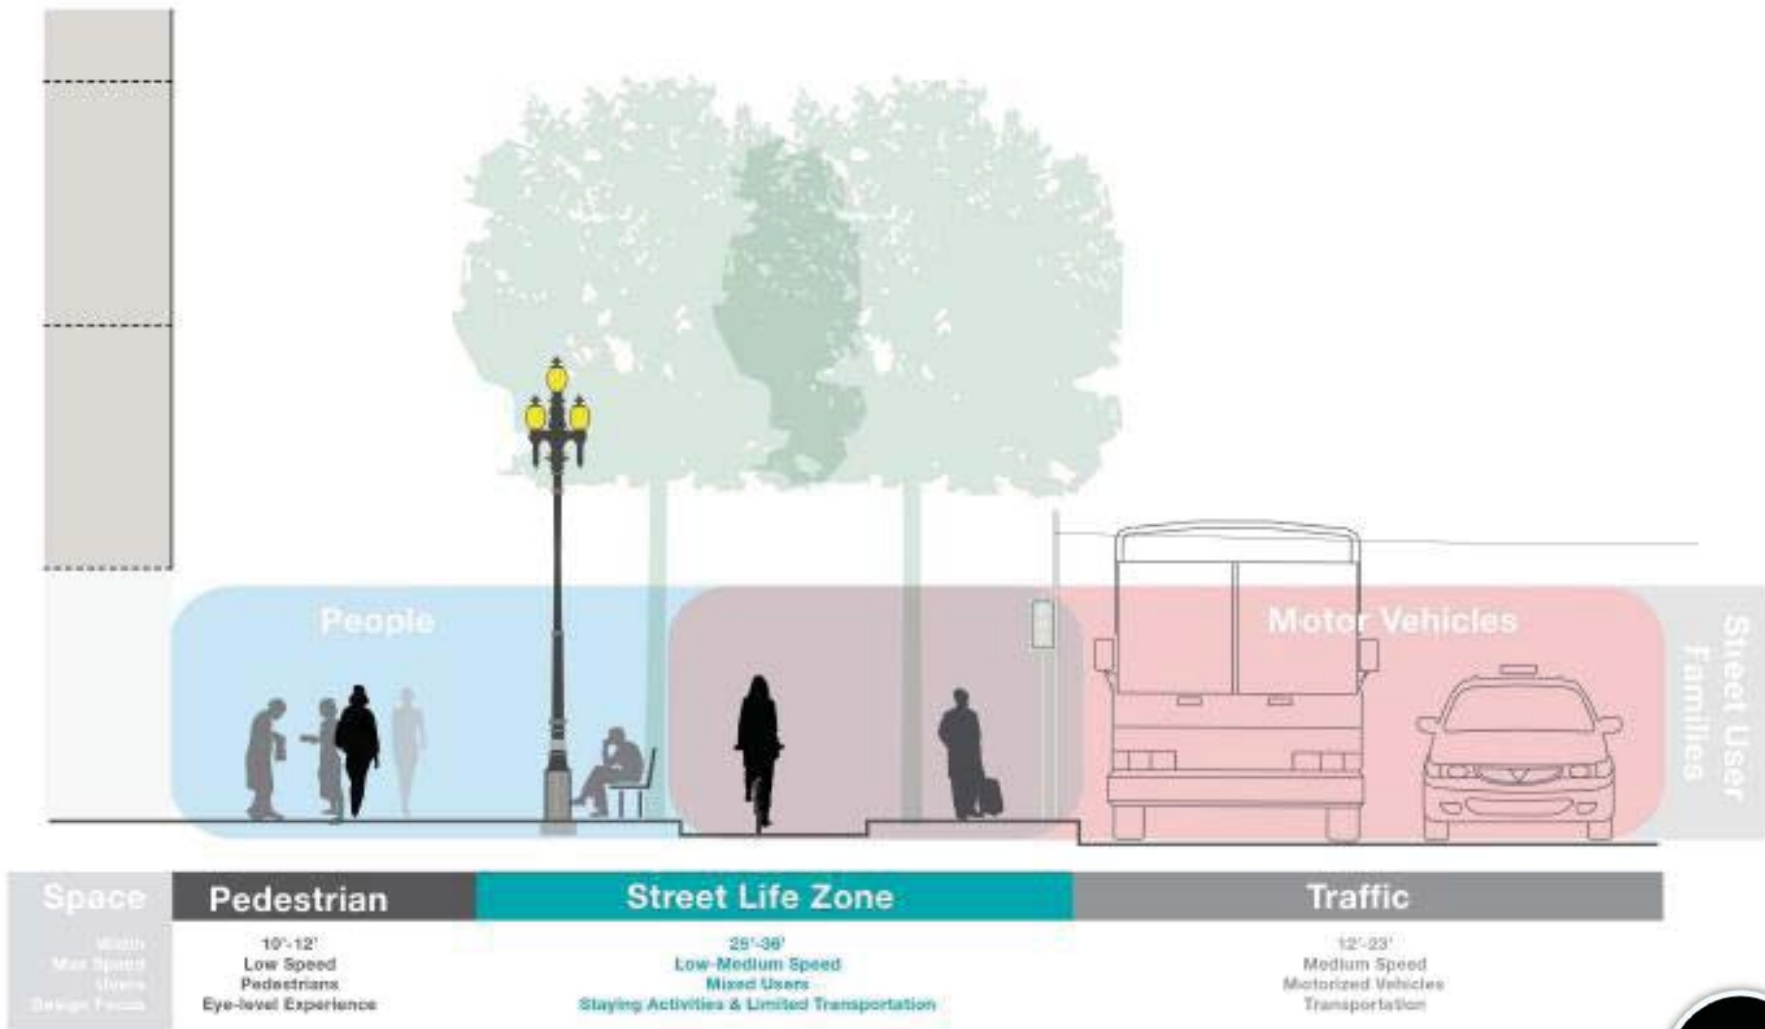 People
Motor Vehicles
Street User
Families
Space
Pedestrian
Street Life Zone
Traffic
Width
Max Speed
Users
Design Focus
10'-12'
Low Speed
Pedestrians
Eye-level Experience
25'-36'
Low-Medium Speed
Mixed Users
Staying Activities & Limited Transportation
12'-23'
Medium Speed
Motorized Vehicles
Transportation